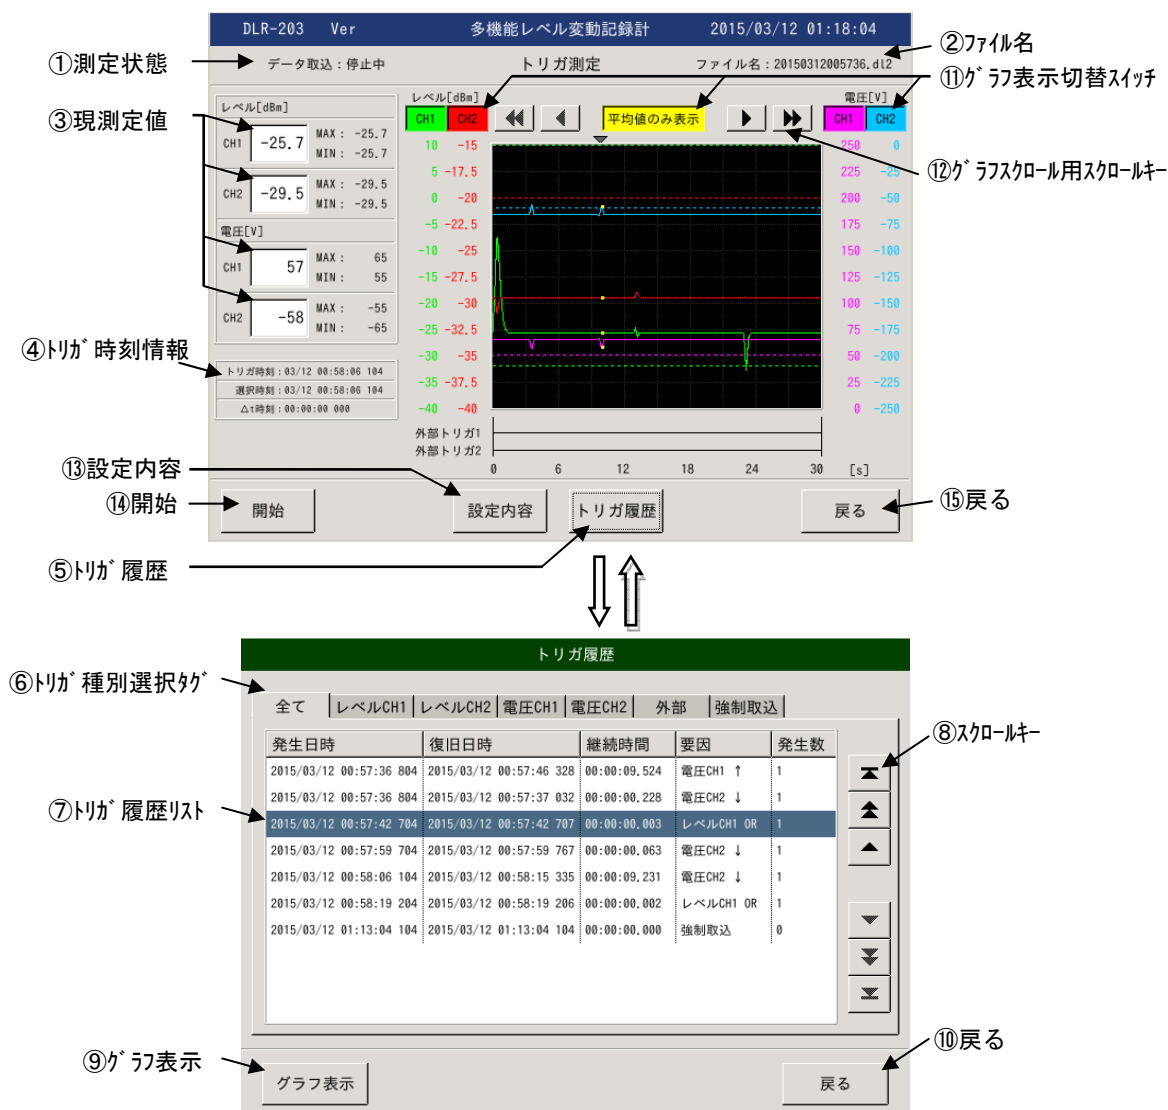 DLR-203 Ver 多機能レベル変動記録計 2015/03/12 01:18:04
①測定状態 データ取込：停止中 トリガ測定 ファイル名：20150312005736.dl2 ②ﾌｧｲﾙ名
⑪ｸﾞﾗﾌ表示切替ｽｲｯﾁ
レベル[dBm] レベル[dBm] 電圧[V]
③現測定値 CH1 CH2 平均値のみ表示 CH1 CH2
CH1 -25.7 MAX： -25.7
MIN： -25.7
⑫ｸﾞﾗﾌｽｸﾛｰﾙ用ｽｸﾛｰﾙｷｰ
CH2 -29.5 MAX： -29.5
MIN： -29.5
電圧[V]
CH1 57 MAX： 65
MIN： 55
CH2 -58 MAX： -55
MIN： -65
10 -15 250 0
5 -17.5 225 -25
0 -20 200 -50
-5 -22.5 175 -75
-10 -25 150 -100
-15 -27.5 125 -125
-20 -30 100 -150
-25 -32.5 75 -175
-30 -35 50 -200
-35 -37.5 25 -225
-40 -40 0 -250
④ﾄﾘｶﾞ時刻情報
トリガ時刻：03/12 00:58:06 104
選択時刻：03/12 00:58:06 104
△t時刻：00:00:00 000
外部トリガ1
外部トリガ2
0 6 12 18 24 30 [s]
⑬設定内容
⑭開始 開始 設定内容 トリガ履歴 戻る ⑮戻る
⑤ﾄﾘｶﾞ履歴
トリガ履歴
⑥ﾄﾘｶﾞ種別選択ﾀｸﾞ
全て レベルCH1 レベルCH2 電圧CH1 電圧CH2 外部 強制取込
⑧ｽｸﾛｰﾙｷｰ
発生日時 復旧日時 継続時間 要因 発生数
2015/03/12 00:57:36 804 2015/03/12 00:57:46 328 00:00:09.524 電圧CH1 ↑ 1
2015/03/12 00:57:36 804 2015/03/12 00:57:37 032 00:00:00.228 電圧CH2 ↓ 1
⑦ﾄﾘｶﾞ履歴ﾘｽﾄ
2015/03/12 00:57:42 704 2015/03/12 00:57:42 707 00:00:00.003 レベルCH1 OR 1
2015/03/12 00:57:59 704 2015/03/12 00:57:59 767 00:00:00.063 電圧CH2 ↓ 1
2015/03/12 00:58:06 104 2015/03/12 00:58:15 335 00:00:09.231 電圧CH2 ↓ 1
2015/03/12 00:58:19 204 2015/03/12 00:58:19 206 00:00:00.002 レベルCH1 OR 1
2015/03/12 01:13:04 104 2015/03/12 01:13:04 104 00:00:00.000 強制取込 0
⑨ｸﾞﾗﾌ表示 ⑩戻る
グラフ表示 戻る